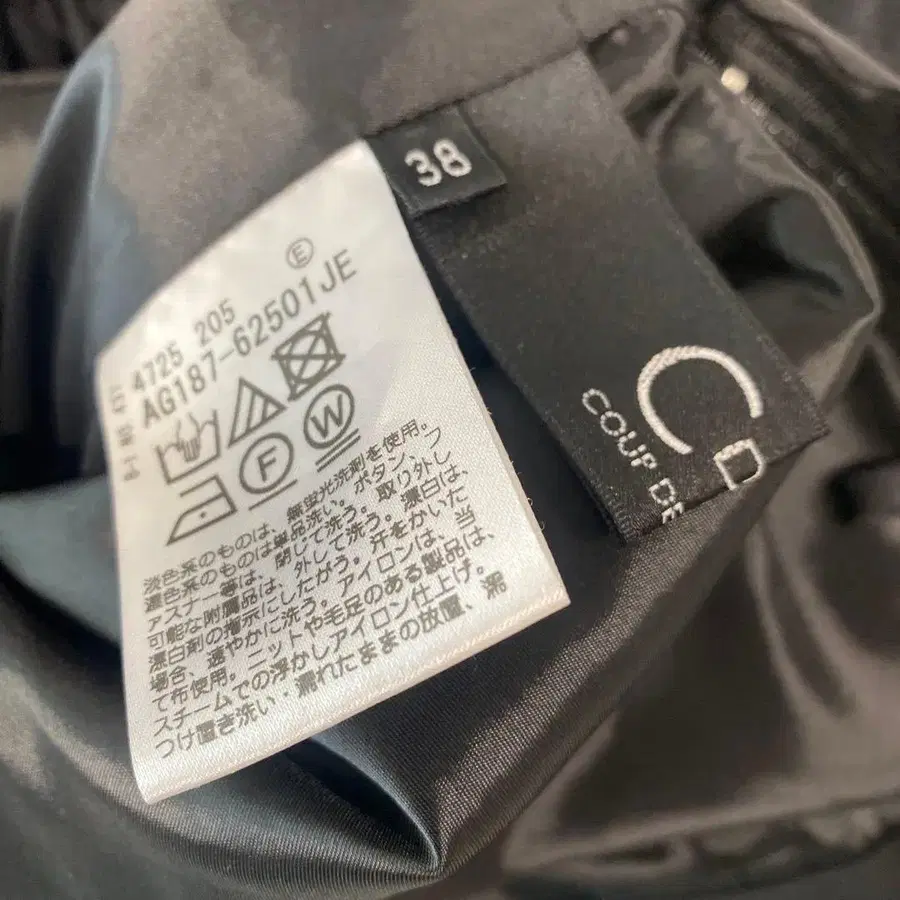 38
C D
COUP DE
E
4725 205
AG187-62501JE
F W
淡色系のものは、無蛍光洗剤を使用。
濃色系のものは単品洗い。ボタン、フ
ァスナー等は、閉じて洗う。取り外し
可能な附属品は、外して洗う。漂白は、
漂白剤の指示にしたがう。汗をかいた
場合、速やかに洗う。アイロンは、当
て布使用。ニットや毛足のある製品は、
スチームでの浮かしアイロン仕上げ。
つけ置き洗い・濡れたままの放置、濡